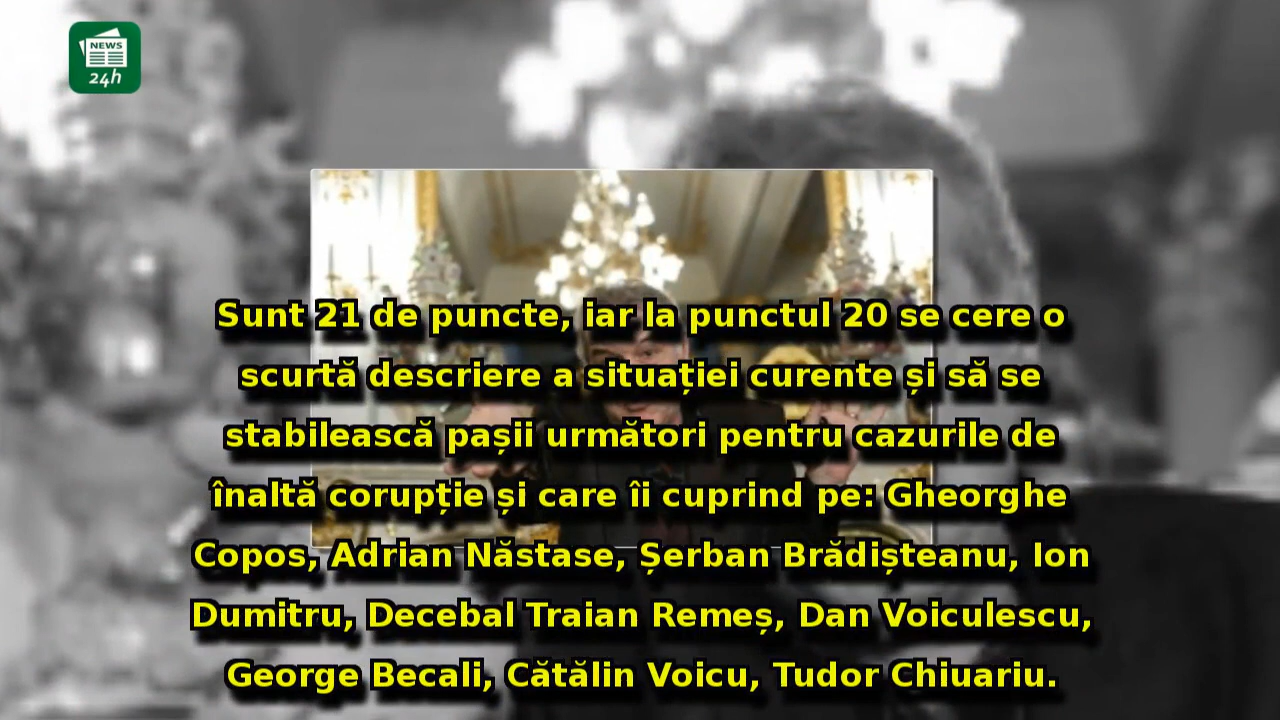 NEWS
24h
Sunt 21 de puncte, iar la punctul 20 se cere o
scurtă descriere a situației curente și să se
stabilească pașii următori pentru cazurile de
înaltă corupție și care îi cuprind pe: Gheorghe
Copos, Adrian Năstase, Șerban Brădișteanu, Ion
Dumitru, Decebal Traian Remeș, Dan Voiculescu,
George Becali, Cătălin Voicu, Tudor Chiuariu.